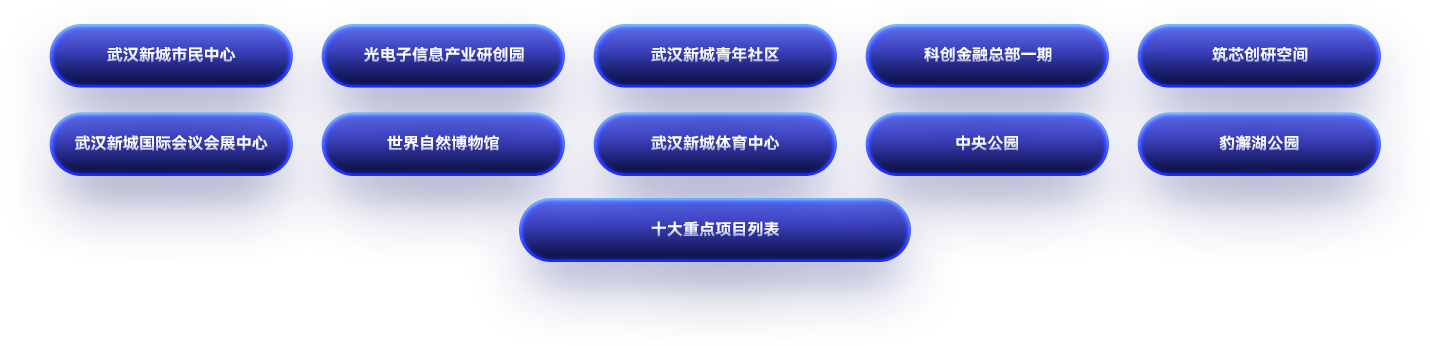 武汉新城市民中心
光电子信息产业研创园
武汉新城青年社区
科创金融总部一期
筑芯创研空间
武汉新城国际会议会展中心
世界自然博物馆
武汉新城体育中心
中央公园
豹澥湖公园
十大重点项目列表